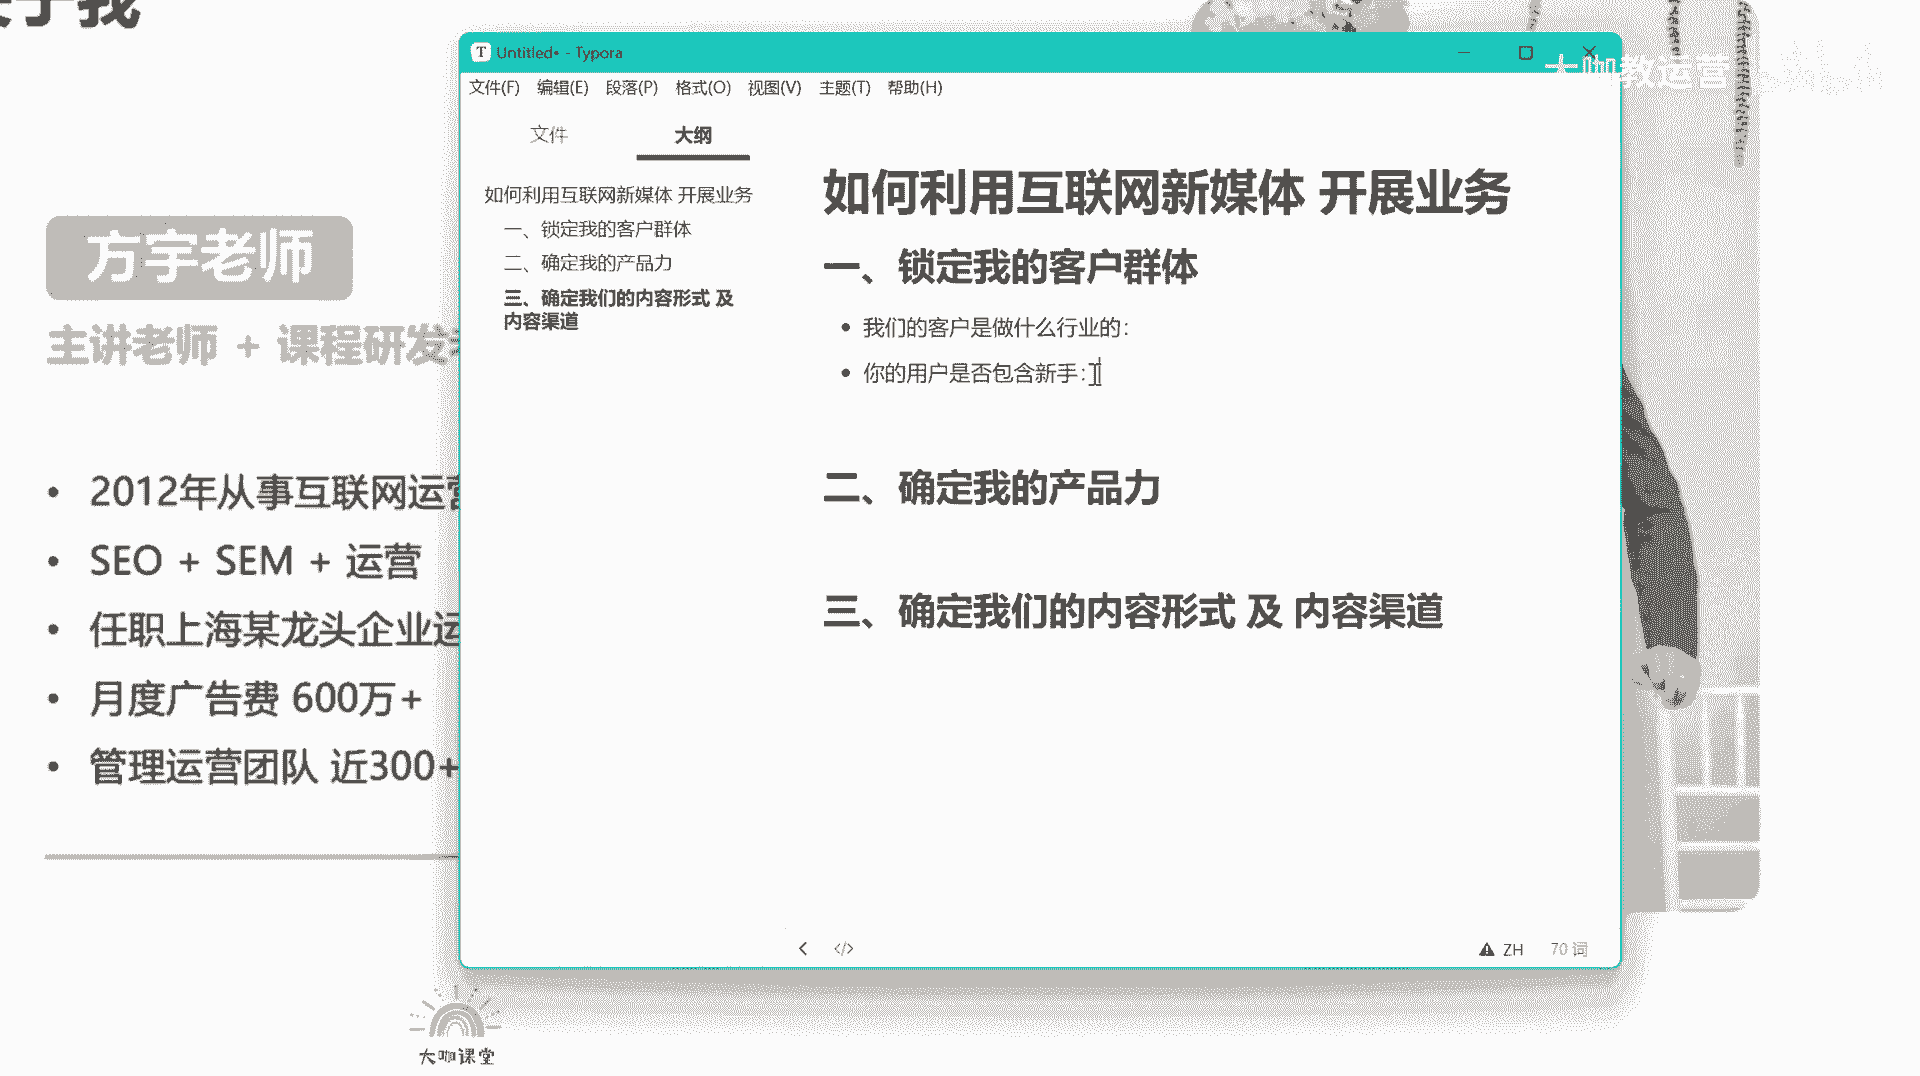 于我
方宇老师
主讲老师 + 课程研发
2012年从事互联网运营
SEO + SEM + 运营
任职上海某龙头企业运
月度广告费 600万+
管理运营团队 近300+
大咖课堂
Untitled• - Typora
文件(F) 编辑(E) 段落(P) 格式(O) 视图(V) 主题(T) 帮助(H)
文件 大纲
如何利用互联网新媒体 开展业务
一、锁定我的客户群体
二、确定我的产品力
三、确定我们的内容形式 及
内容渠道
如何利用互联网新媒体 开展业务
一、锁定我的客户群体
我们的客户是做什么行业的：
你的用户是否包含新手：
二、确定我的产品力
三、确定我们的内容形式 及 内容渠道
ZH 70 词
大咖教运营